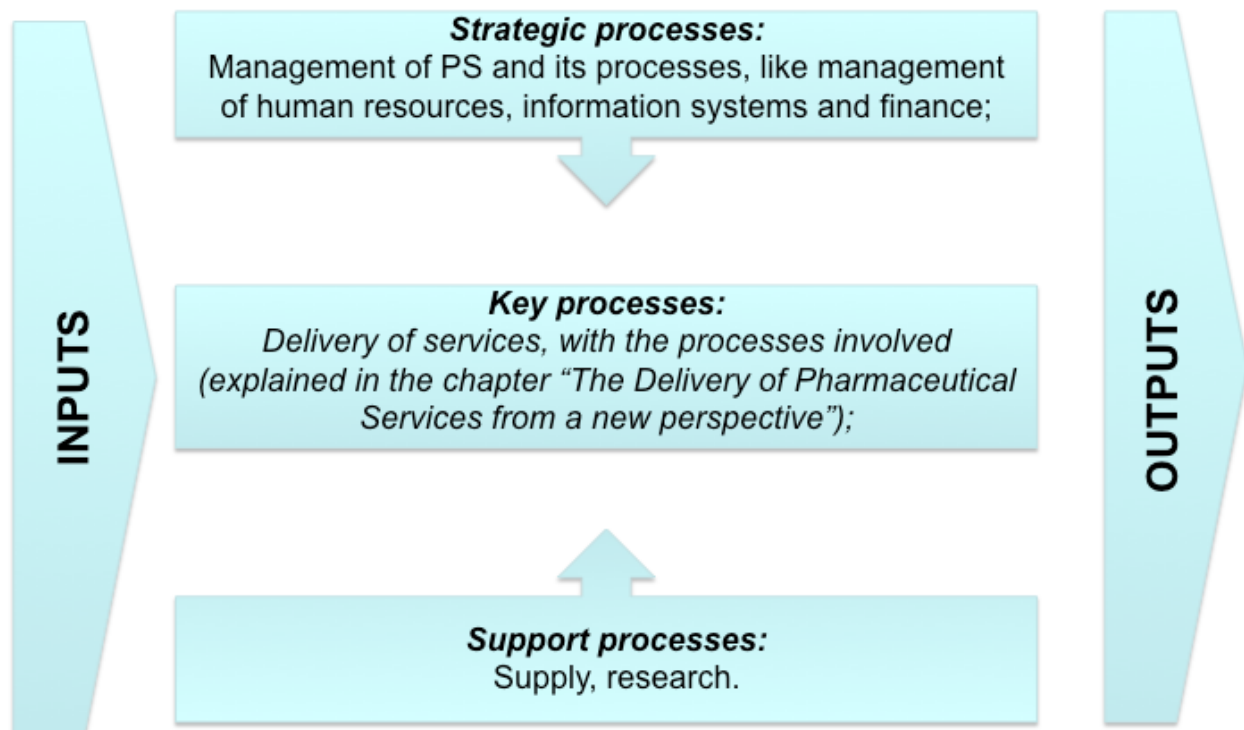 INPUTS
Strategic processes:
Management of PS and its processes, like management
of human resources, information systems and finance;
Key processes:
Delivery of services, with the processes involved
(explained in the chapter “The Delivery of Pharmaceutical
Services from a new perspective”);
Support processes:
Supply, research.
OUTPUTS